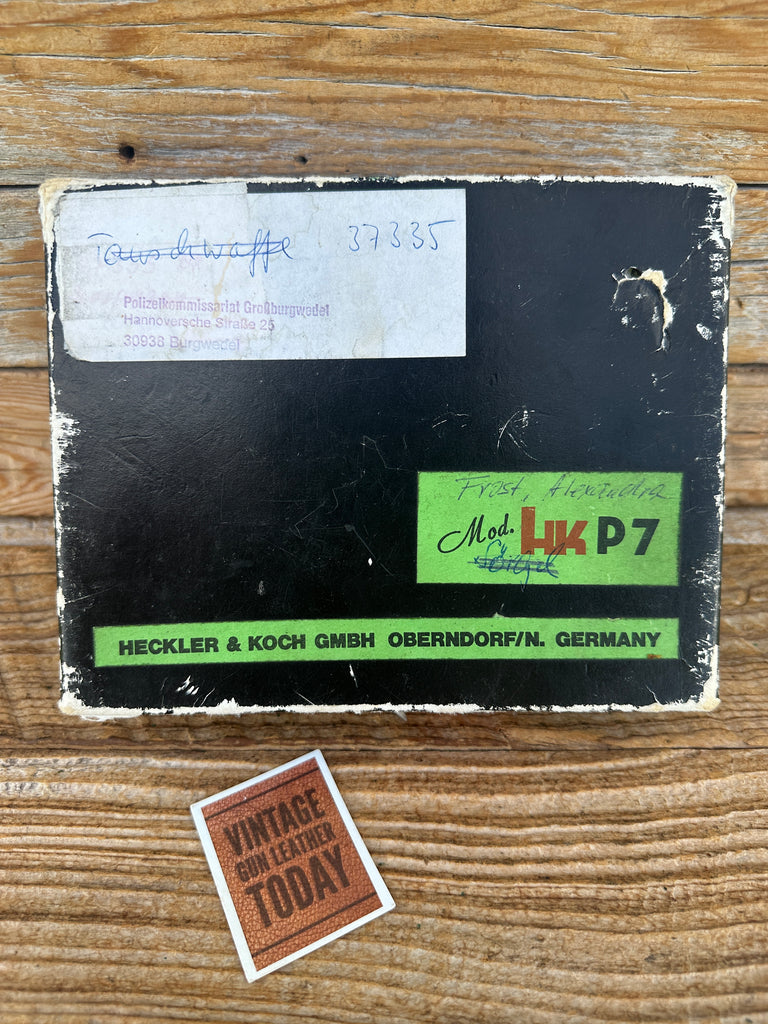 Tauschwaffe 37335
Polizeikommissariat Großburgwedel
Hannoversche Straße 25
30938 Burgwedel
Frost, Alexandra
Mod. HK P7
HECKLER & KOCH GMBH OBERNDORF/N. GERMANY
VINTAGE
GUN LEATHER
TODAY